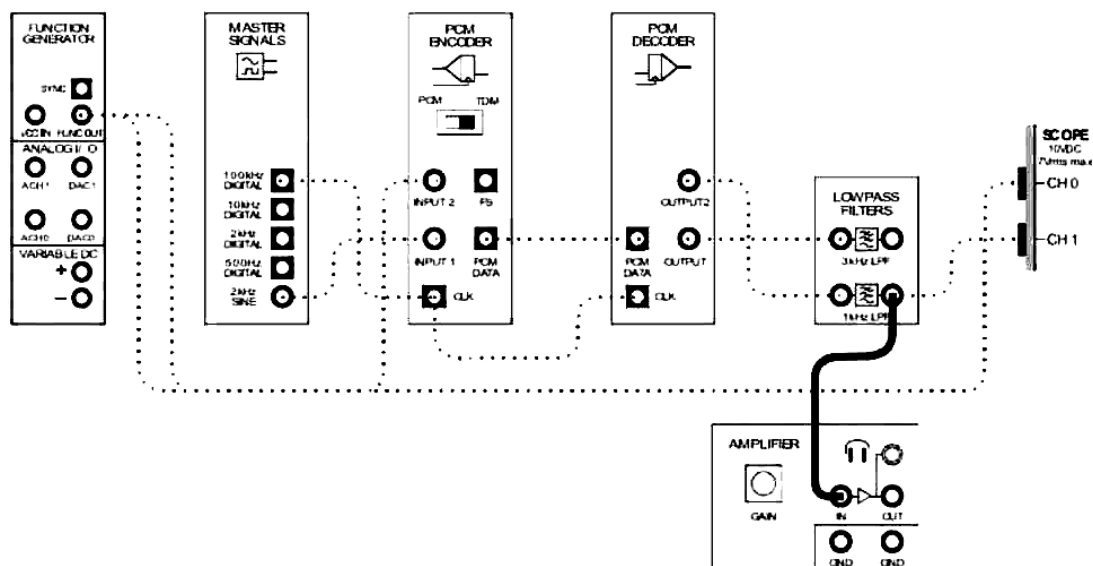 FUNCTION
GENERATOR
SYNC
VCO IN FUNC OUT
ANALOG I/ O
ACH1 DAC1
ACH0 DAC0
VARIABLE DC
+
−
MASTER
SIGNALS
100kHz
DIGITAL
10kHz
DIGITAL
2kHz
DIGITAL
500Hz
DIGITAL
2kHz
SINE
PCM
ENCODER
PCM TDM
INPUT 2 FS
INPUT 1 PCM
DATA
CLK
PCM
DECODER
OUTPUT2
PCM
DATA
OUTPUT
CLK
LOWPASS
FILTERS
3kHz LPF
1kHz LPF
SCOPE
10VDC
7Vrms max
CH 0
CH 1
AMPLIFIER
GAIN
IN OUT
GND GND